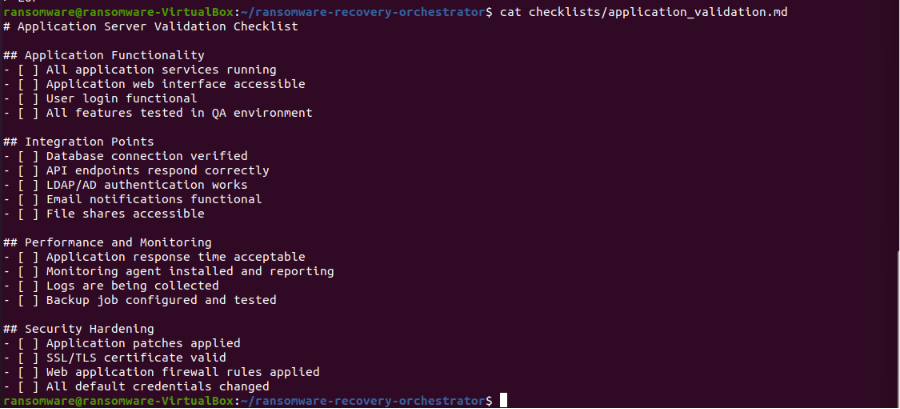 ransomware@ransomware-VirtualBox:~/ransomware-recovery-orchestrator$ cat checklists/application_validation.md
# Application Server Validation Checklist
## Application Functionality
- [ ] All application services running
- [ ] Application web interface accessible
- [ ] User login functional
- [ ] All features tested in QA environment
## Integration Points
- [ ] Database connection verified
- [ ] API endpoints respond correctly
- [ ] LDAP/AD authentication works
- [ ] Email notifications functional
- [ ] File shares accessible
## Performance and Monitoring
- [ ] Application response time acceptable
- [ ] Monitoring agent installed and reporting
- [ ] Logs are being collected
- [ ] Backup job configured and tested
## Security Hardening
- [ ] Application patches applied
- [ ] SSL/TLS certificate valid
- [ ] Web application firewall rules applied
- [ ] All default credentials changed
ransomware@ransomware-VirtualBox:~/ransomware-recovery-orchestrator$